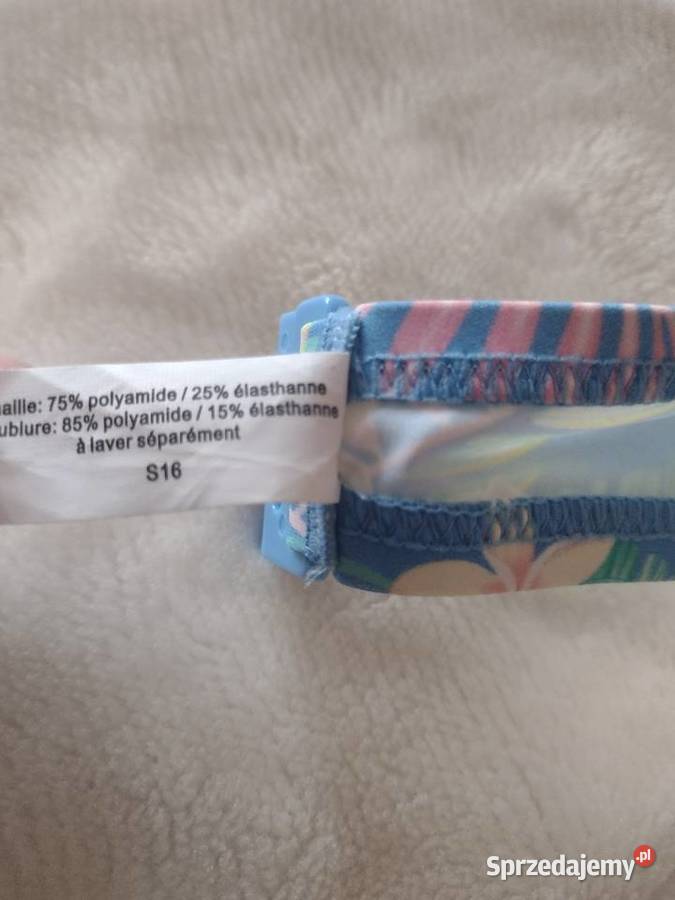 aille: 75% polyamide / 25% élasthanne
ublure: 85% polyamide / 15% élasthanne
à laver séparément
S16
Sprzedajemy.pl